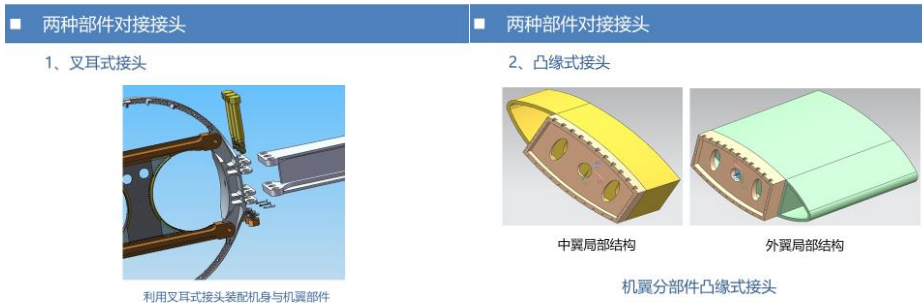 两种部件对接接头
1、叉耳式接头
利用叉耳式接头装配机身与机翼部件
两种部件对接接头
2、凸缘式接头
中翼局部结构
外翼局部结构
机翼分部件凸缘式接头